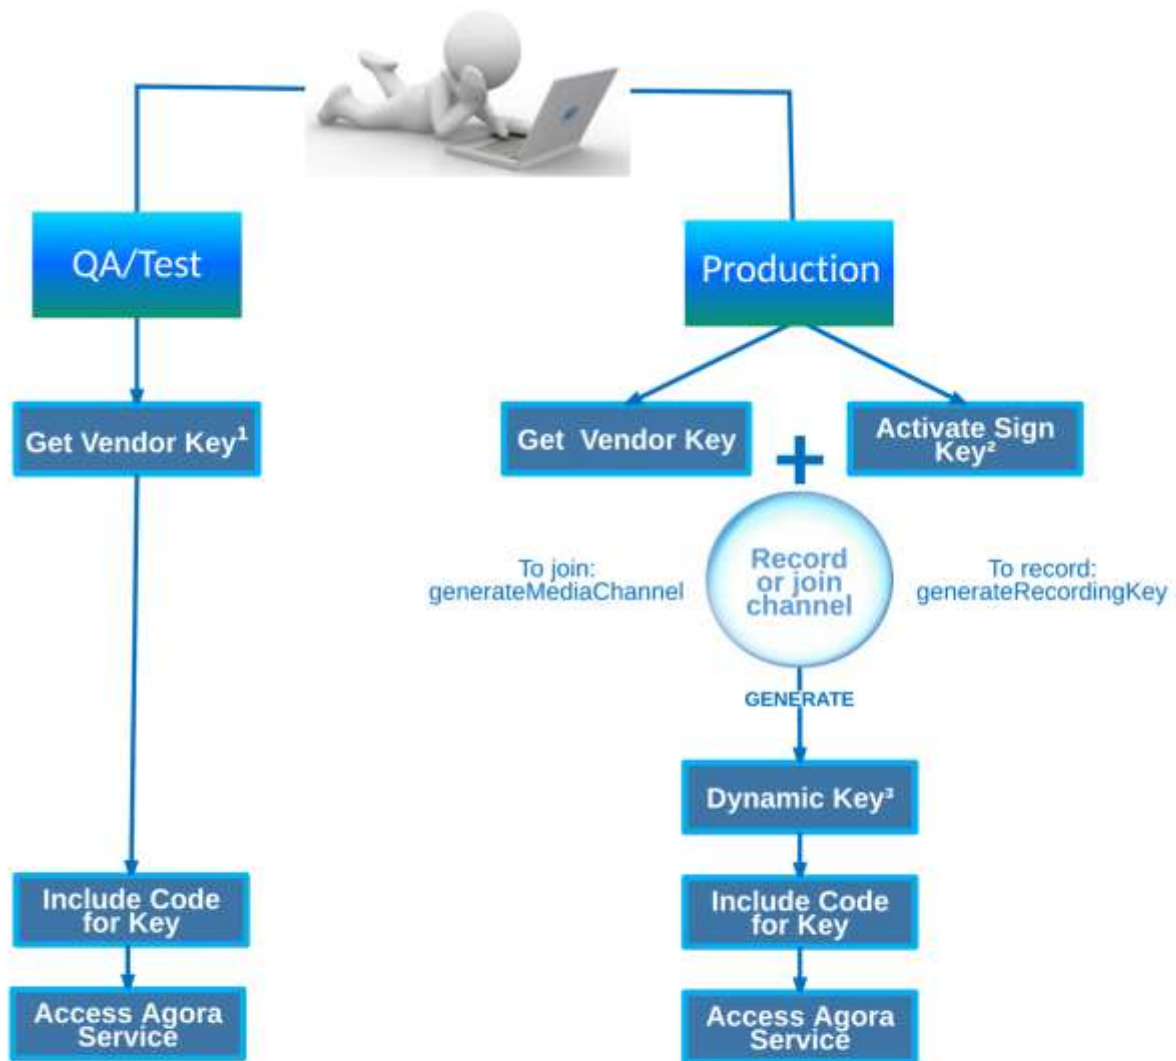 QA/Test
Production
Get Vendor Key¹
Get Vendor Key
Activate Sign
Key²
To join:
generateMediaChannel
Record
or join
channel
To record:
generateRecordingKey
GENERATE
Dynamic Key³
Include Code
for Key
Include Code
for Key
Access Agora
Service
Access Agora
Service